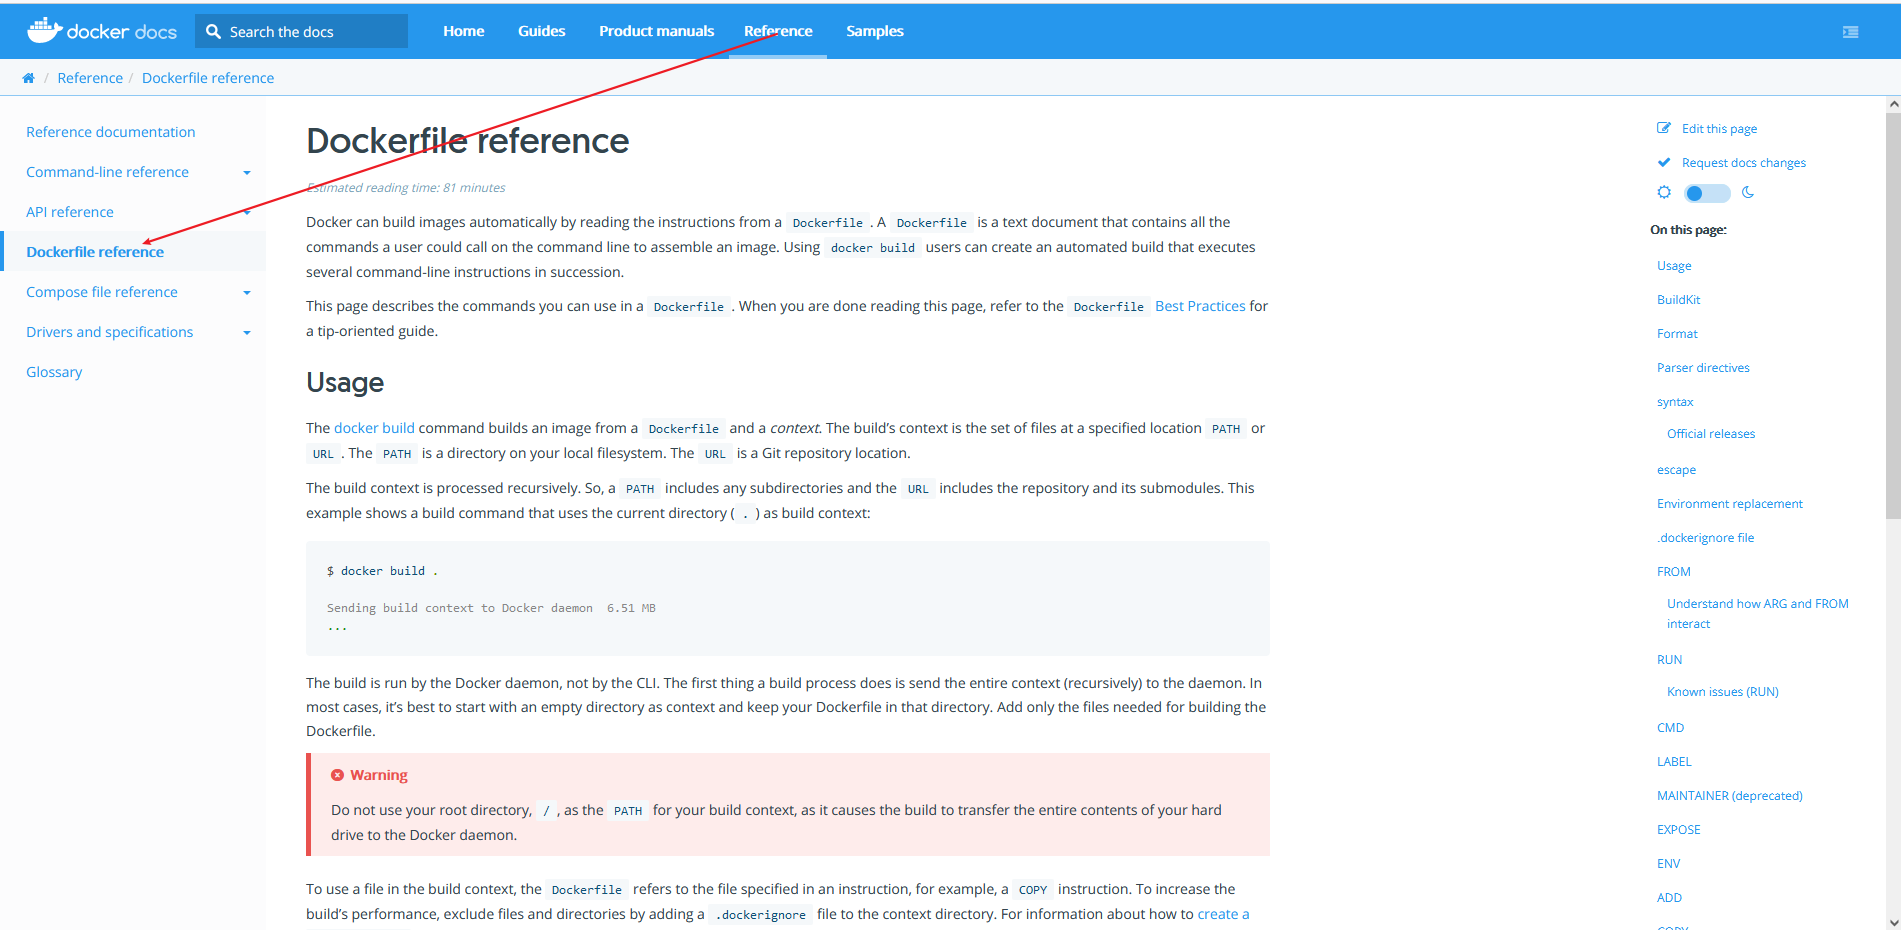 docker docs
Search the docs
Home Guides Product manuals Reference Samples
/ Reference / Dockerfile reference
Reference documentation
Command-line reference
API reference
Dockerfile reference
Compose file reference
Drivers and specifications
Glossary
Dockerfile reference
Estimated reading time: 81 minutes
Docker can build images automatically by reading the instructions from a Dockerfile. A Dockerfile is a text document that contains all the
commands a user could call on the command line to assemble an image. Using docker build users can create an automated build that executes
several command-line instructions in succession.
This page describes the commands you can use in a Dockerfile. When you are done reading this page, refer to the Dockerfile Best Practices for
a tip-oriented guide.
Usage
The docker build command builds an image from a Dockerfile and a context. The build’s context is the set of files at a specified location PATH or
URL. The PATH is a directory on your local filesystem. The URL is a Git repository location.
The build context is processed recursively. So, a PATH includes any subdirectories and the URL includes the repository and its submodules. This
example shows a build command that uses the current directory (.) as build context:
$ docker build .
Sending build context to Docker daemon  6.51 MB
...
The build is run by the Docker daemon, not by the CLI. The first thing a build process does is send the entire context (recursively) to the daemon. In
most cases, it’s best to start with an empty directory as context and keep your Dockerfile in that directory. Add only the files needed for building the
Dockerfile.
Warning
Do not use your root directory, /, as the PATH for your build context, as it causes the build to transfer the entire contents of your hard
drive to the Docker daemon.
To use a file in the build context, the Dockerfile refers to the file specified in an instruction, for example, a COPY instruction. To increase the
build’s performance, exclude files and directories by adding a .dockerignore file to the context directory. For information about how to create a
Edit this page
Request docs changes
On this page:
Usage
BuildKit
Format
Parser directives
syntax
Official releases
escape
Environment replacement
.dockerignore file
FROM
Understand how ARG and FROM
interact
RUN
Known issues (RUN)
CMD
LABEL
MAINTAINER (deprecated)
EXPOSE
ENV
ADD
COPY